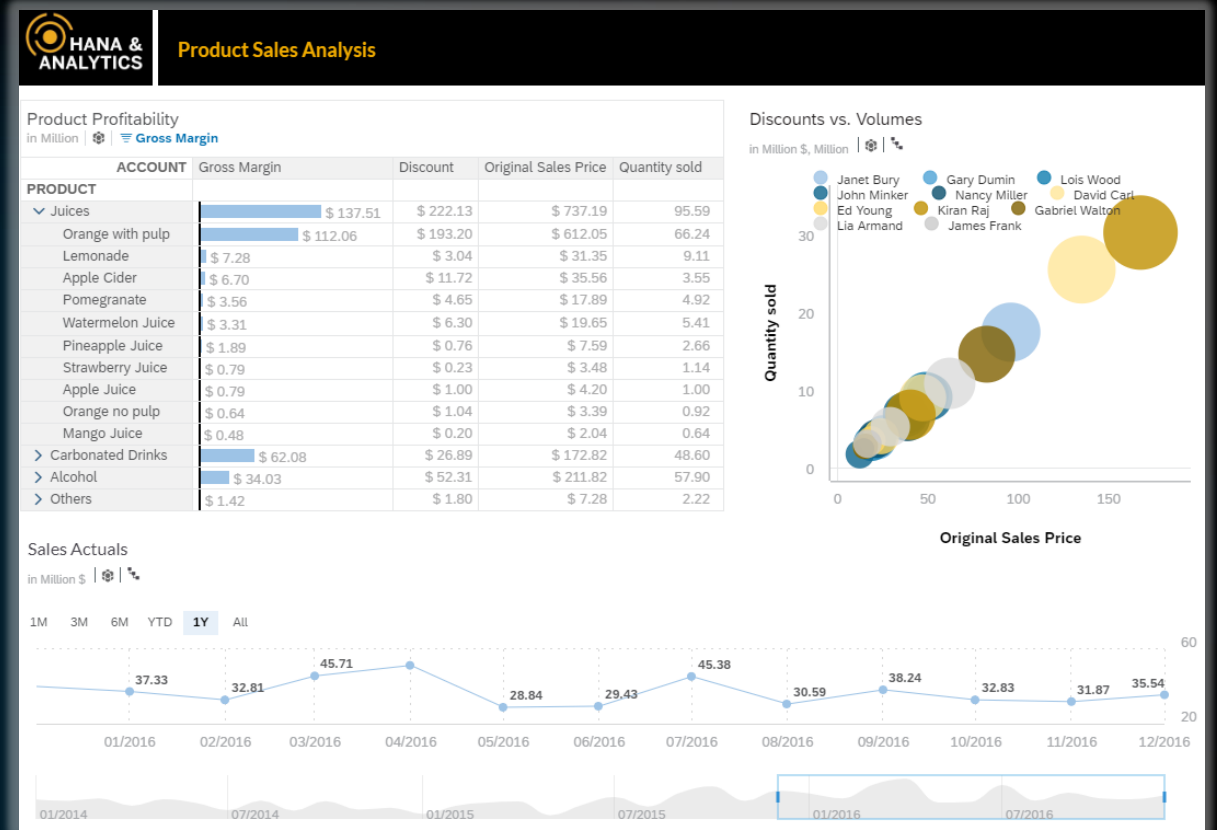 HANA &
ANALYTICS
Product Sales Analysis
Product Profitability
in Million Gross Margin
ACCOUNT Gross Margin Discount Original Sales Price Quantity sold
PRODUCT
Juices $ 137.51 $ 222.13 $ 737.19 95.59
Orange with pulp $ 112.06 $ 193.20 $ 612.05 66.24
Lemonade $ 7.28 $ 3.04 $ 31.35 9.11
Apple Cider $ 6.70 $ 11.72 $ 35.56 3.55
Pomegranate $ 3.56 $ 4.65 $ 17.89 4.92
Watermelon Juice $ 3.31 $ 6.30 $ 19.65 5.41
Pineapple Juice $ 1.89 $ 0.76 $ 7.59 2.66
Strawberry Juice $ 0.79 $ 0.23 $ 3.48 1.14
Apple Juice $ 0.79 $ 1.00 $ 4.20 1.00
Orange no pulp $ 0.64 $ 1.04 $ 3.39 0.92
Mango Juice $ 0.48 $ 0.20 $ 2.04 0.64
Carbonated Drinks $ 62.08 $ 26.89 $ 172.82 48.60
Alcohol $ 34.03 $ 52.31 $ 211.82 57.90
Others $ 1.42 $ 1.80 $ 7.28 2.22
Discounts vs. Volumes
in Million $, Million
Janet Bury Gary Dumin Lois Wood
John Minker Nancy Miller David Carl
Ed Young Kiran Raj Gabriel Walton
Lia Armand James Frank
Quantity sold
30
20
10
0
0 50 100 150
Original Sales Price
Sales Actuals
in Million $
1M 3M 6M YTD 1Y All
60
37.33 32.81 45.71 28.84 29.43 45.38 30.59 38.24 32.83 31.87 35.54
20
01/2016 02/2016 03/2016 04/2016 05/2016 06/2016 07/2016 08/2016 09/2016 10/2016 11/2016 12/2016
01/2014 07/2014 01/2015 07/2015 01/2016 07/2016